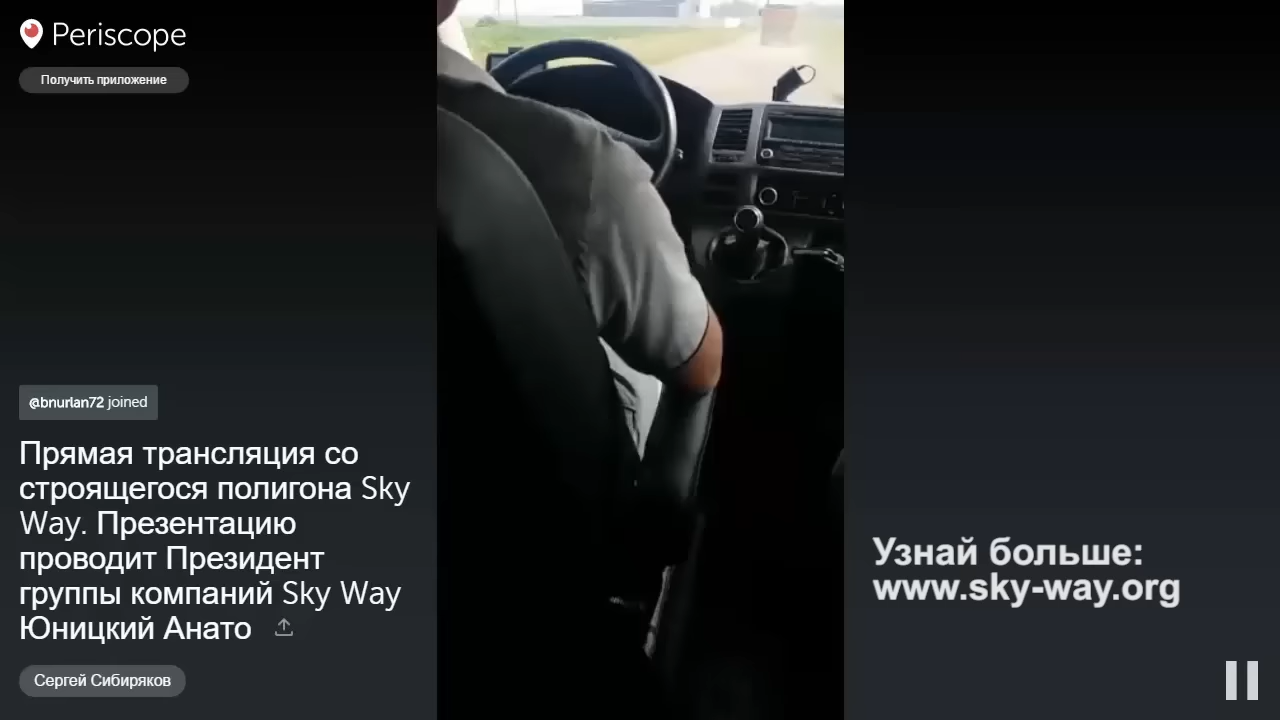 Periscope
Получить приложение
@bnurlan72 joined
Прямая трансляция со
строящегося полигона Sky
Way. Презентацию
проводит Президент
группы компаний Sky Way
Юницкий Анато
Сергей Сибиряков
Узнай больше:
www.sky-way.org